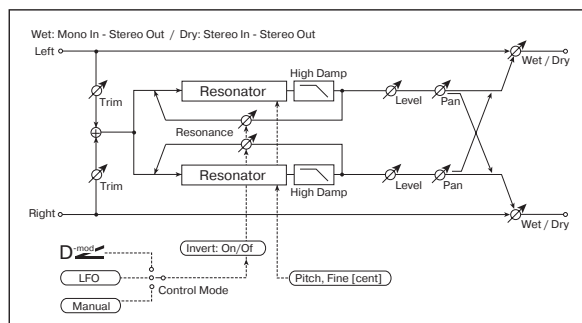 Wet: Mono In - Stereo Out / Dry: Stereo In - Stereo Out
Left
Wet / Dry
Trim
Resonator
High Damp
Level
Pan
Resonance
Resonator
High Damp
Level
Pan
Trim
Right
Wet / Dry
D-mod
Invert: On/Of
LFO
Pitch, Fine [cent]
Control Mode
Manual